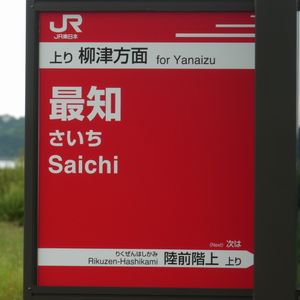 JR
JR東日本
上り 柳津方面 for Yanaizu
最知
さいち
Saichi
(Next) 次は
りくぜんはしかみ
Rikuzen-Hashikami 陸前階上 上り